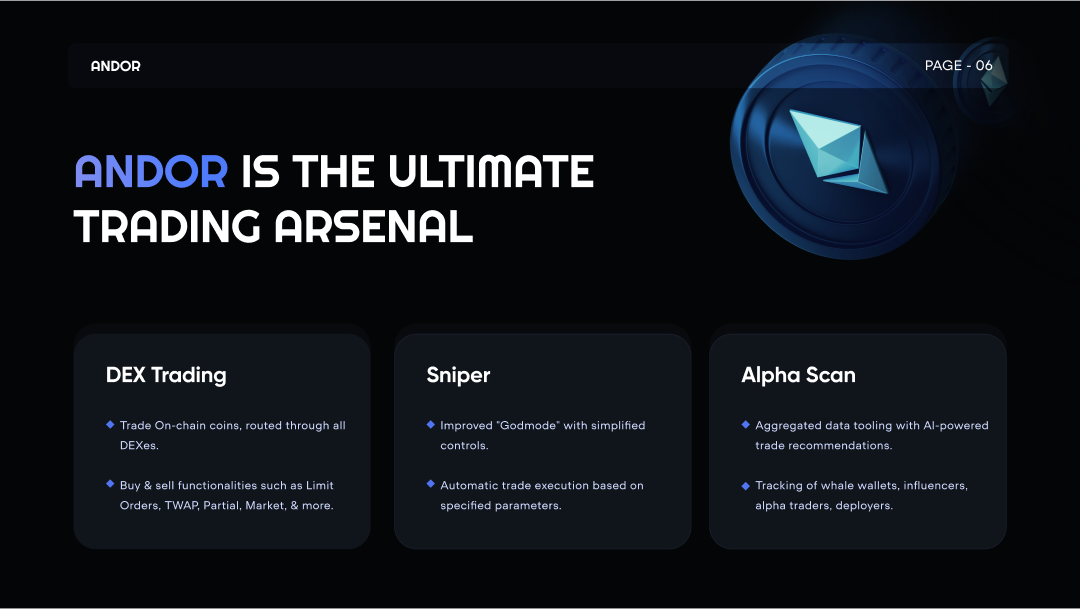 ANDOR
PAGE - 06
ANDOR IS THE ULTIMATE
TRADING ARSENAL
DEX Trading
Trade On-chain coins, routed through all
DEXes.
Buy & sell functionalities such as Limit
Orders, TWAP, Partial, Market, & more.
Sniper
Improved "Godmode" with simplified
controls.
Automatic trade execution based on
specified parameters.
Alpha Scan
Aggregated data tooling with AI-powered
trade recommendations.
Tracking of whale wallets, influencers,
alpha traders, deployers.